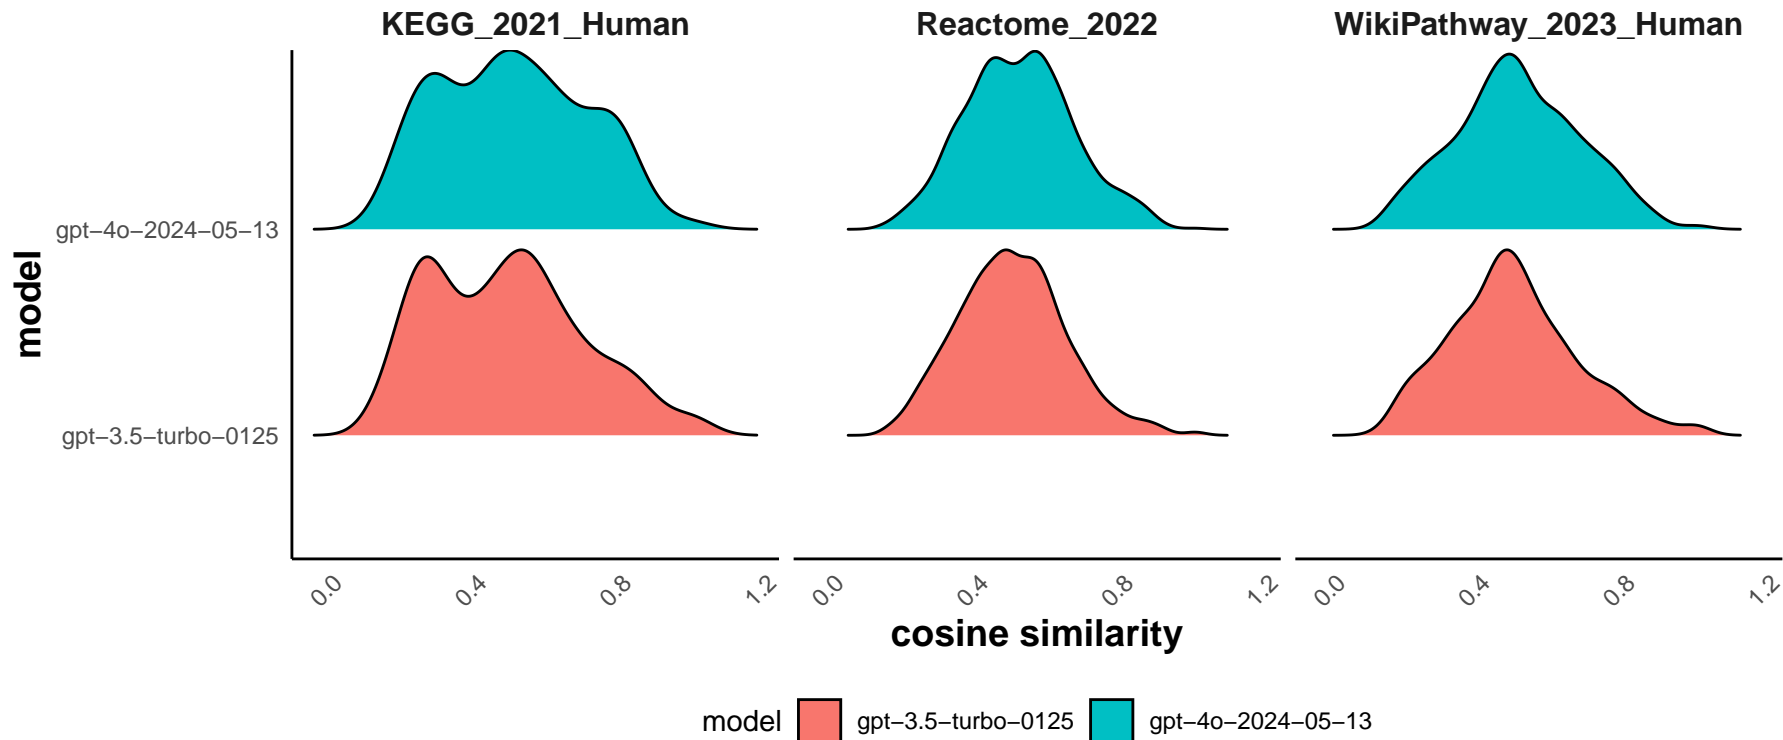 KEGG_2021_Human
Reactome_2022
WikiPathway_2023_Human
model
gpt−4o−2024−05−13
gpt−3.5−turbo−0125
0.0 0.4 0.8 1.2
0.0 0.4 0.8 1.2
0.0 0.4 0.8 1.2
cosine similarity
model gpt−3.5−turbo−0125 gpt−4o−2024−05−13